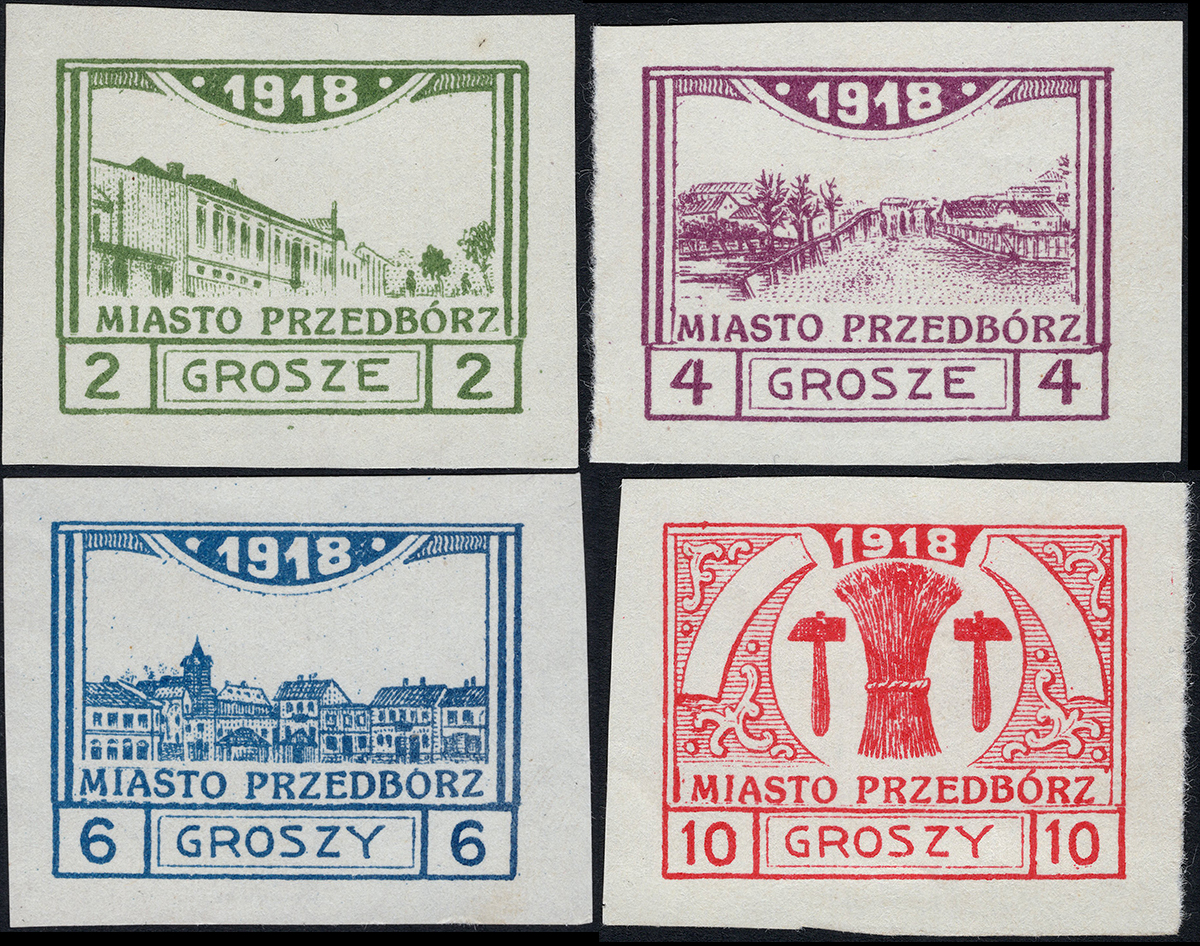 1918
MIASTO PRZEDBÓRZ
2 GROSZE 2
1918
MIASTO PRZEDBÓRZ
4 GROSZE 4
1918
MIASTO PRZEDBÓRZ
6 GROSZY 6
1918
MIASTO PRZEDBÓRZ
10 GROSZY 10